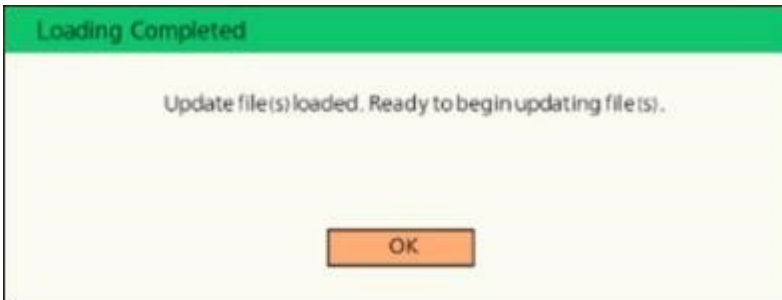 Loading Completed
Update file(s) loaded. Ready to begin updating file(s).
OK